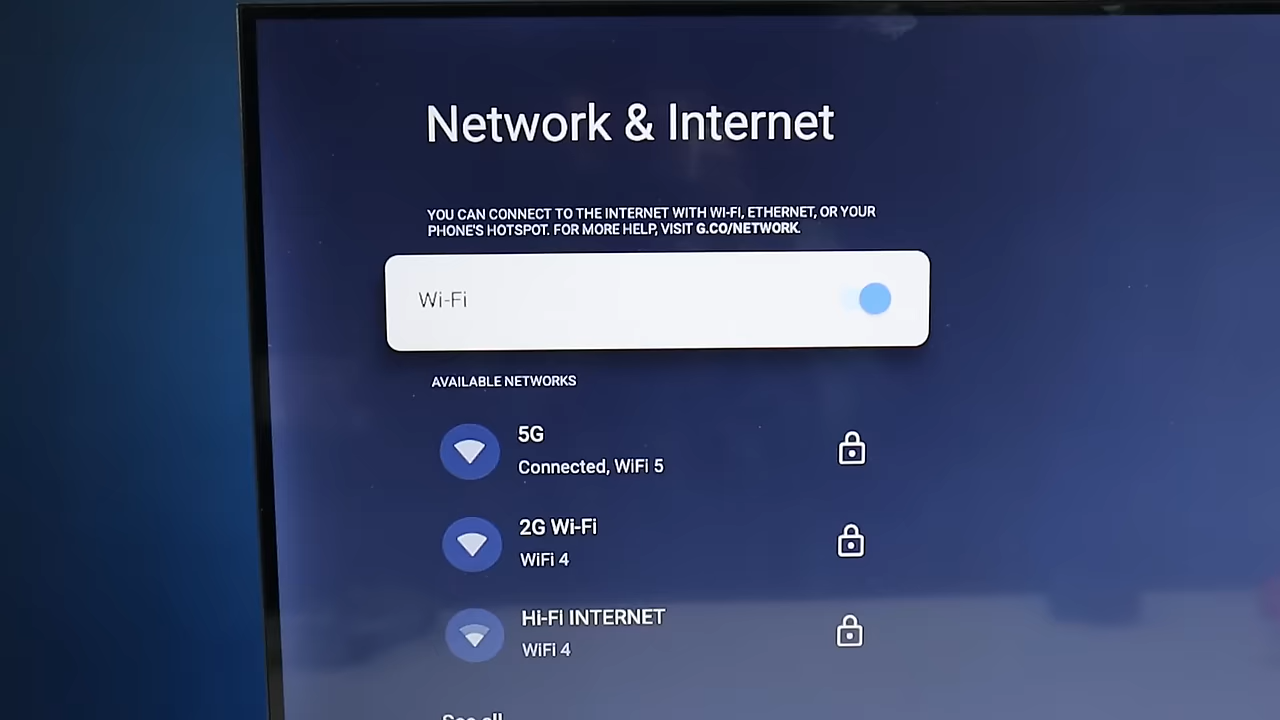 Network & Internet
YOU CAN CONNECT TO THE INTERNET WITH WI-FI, ETHERNET, OR YOUR
PHONE'S HOTSPOT. FOR MORE HELP, VISIT G.CO/NETWORK.
Wi-Fi
AVAILABLE NETWORKS
5G
Connected, WiFi 5
2G Wi-Fi
WiFi 4
Hi-Fi INTERNET
WiFi 4
See all